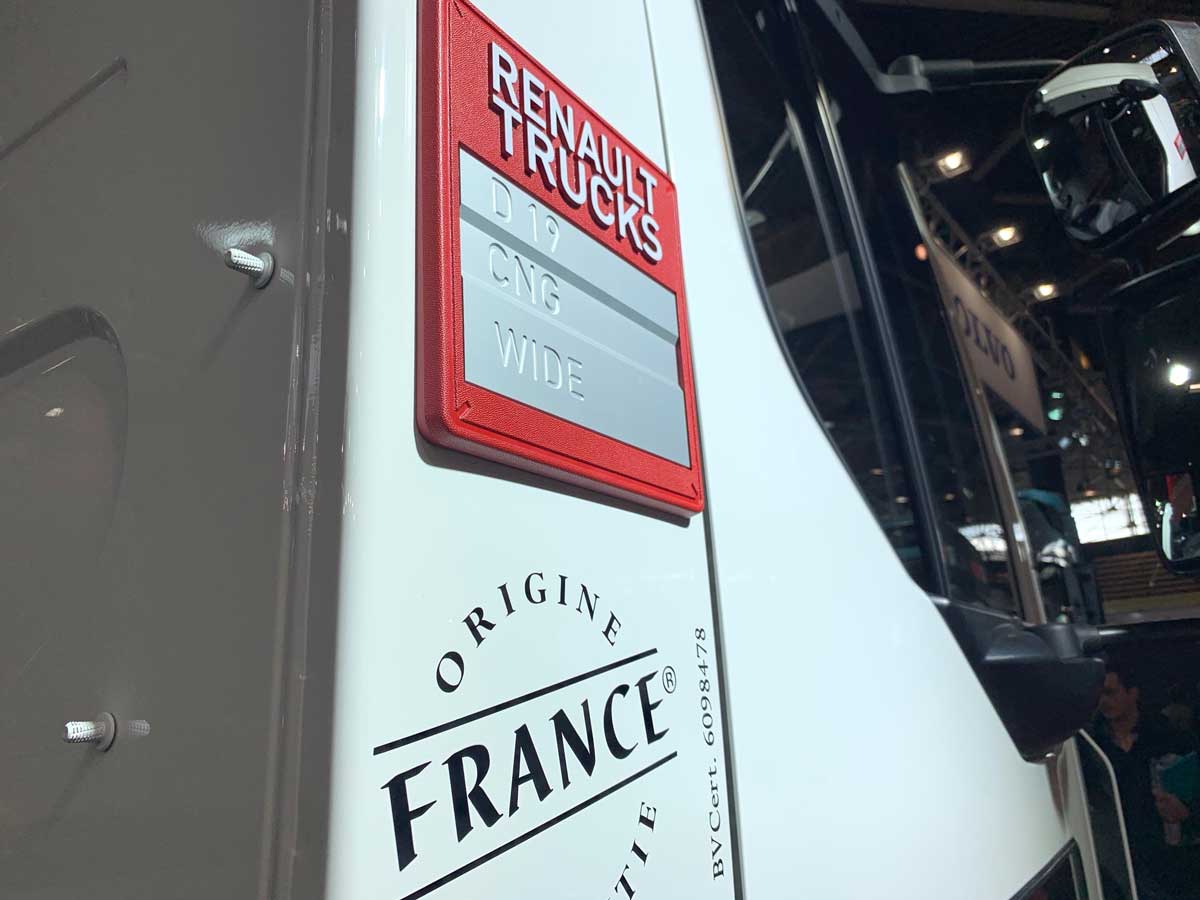 RENAULT
TRUCKS
D 19
CNG
WIDE
ORIGINE
FRANCE®
BVCert. 6098478
VOLVO